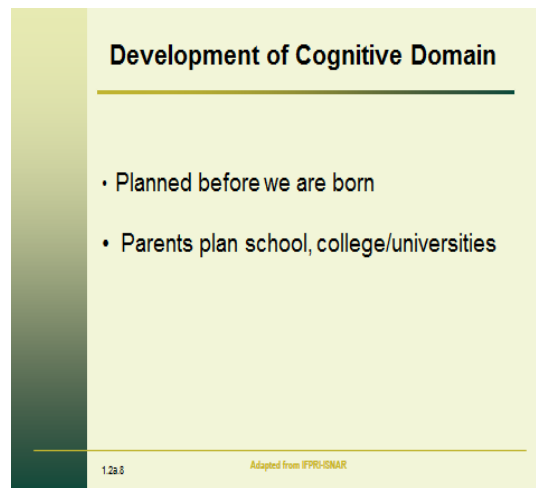 Development of Cognitive Domain
• Planned before we are born
• Parents plan school, college/universities
1.2a.8
Adapted from IFPRI-ISNAR